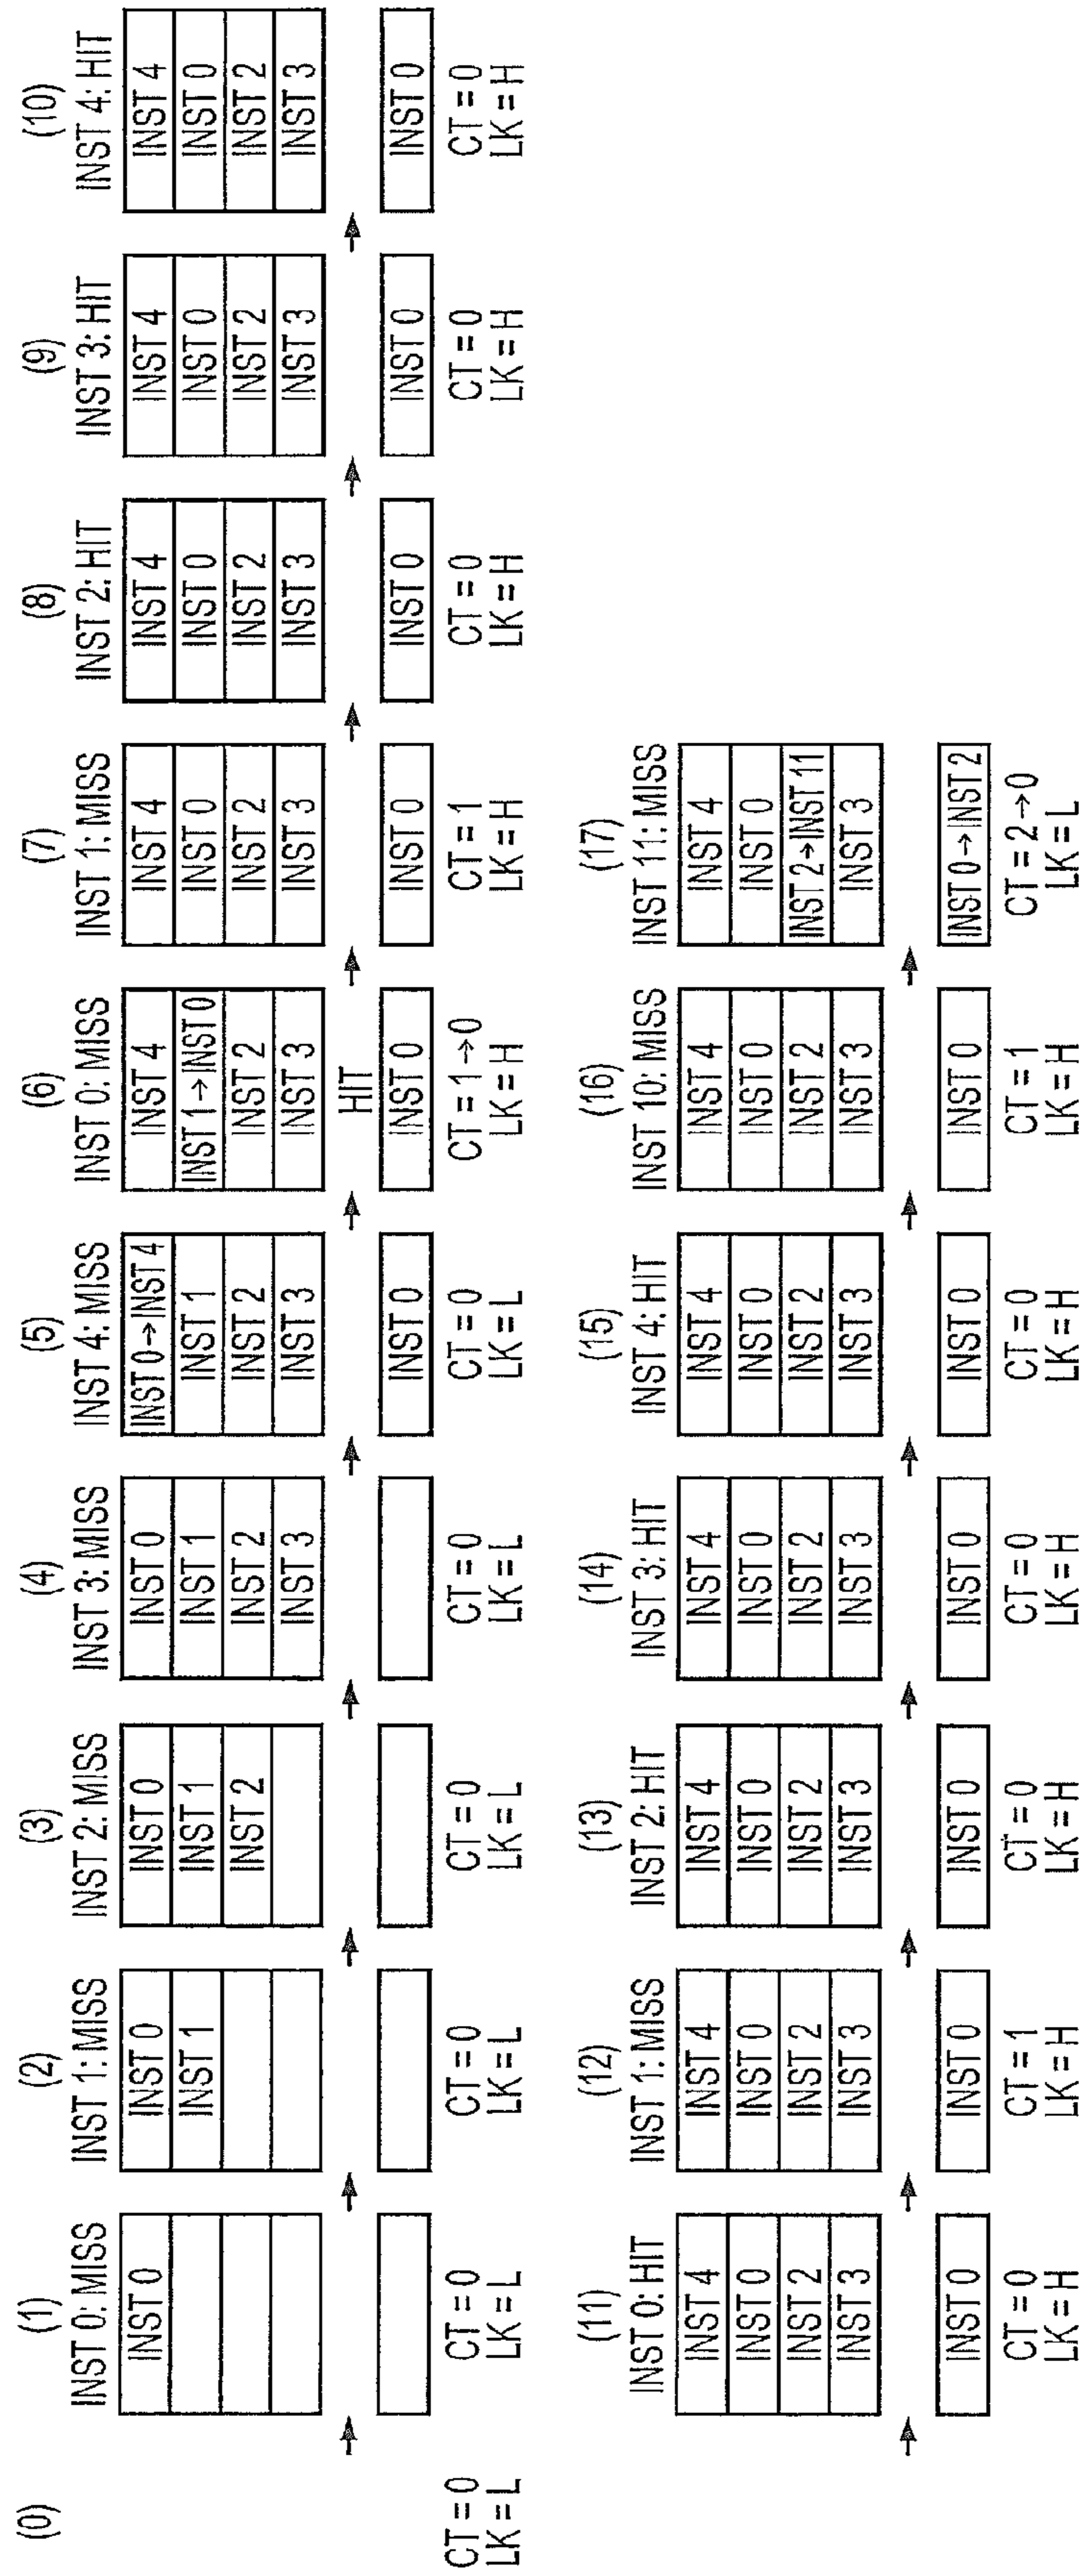 (0)
CT = 0
LK = L
(1)
INST 0: MISS
INST 0
CT = 0
LK = L
(2)
INST 1: MISS
INST 0
INST 1
CT = 0
LK = L
(3)
INST 2: MISS
INST 0
INST 1
INST 2
CT = 0
LK = L
(4)
INST 3: MISS
INST 0
INST 1
INST 2
INST 3
CT = 0
LK = L
(5)
INST 4: MISS
INST 0→INST 4
INST 1
INST 2
INST 3
INST 0
CT = 0
LK = L
(6)
INST 0: MISS
INST 4
INST 1→INST 0
INST 2
INST 3
HIT
INST 0
CT = 1→0
LK = H
(7)
INST 1: MISS
INST 4
INST 0
INST 2
INST 3
INST 0
CT = 1
LK = H
(8)
INST 2: HIT
INST 4
INST 0
INST 2
INST 3
INST 0
CT = 0
LK = H
(9)
INST 3: HIT
INST 4
INST 0
INST 2
INST 3
INST 0
CT = 0
LK = H
(10)
INST 4: HIT
INST 4
INST 0
INST 2
INST 3
INST 0
CT = 0
LK = H
(11)
INST 0: HIT
INST 4
INST 0
INST 2
INST 3
INST 0
CT = 0
LK = H
(12)
INST 1: MISS
INST 4
INST 0
INST 2
INST 3
INST 0
CT = 1
LK = H
(13)
INST 2: HIT
INST 4
INST 0
INST 2
INST 3
INST 0
CT = 0
LK = H
(14)
INST 3: HIT
INST 4
INST 0
INST 2
INST 3
INST 0
CT = 0
LK = H
(15)
INST 4: HIT
INST 4
INST 0
INST 2
INST 3
INST 0
CT = 0
LK = H
(16)
INST 10: MISS
INST 4
INST 0
INST 2
INST 3
INST 0
CT = 1
LK = H
(17)
INST 11: MISS
INST 4
INST 0
INST 2→INST 11
INST 3
INST 0→INST 2
CT = 2→0
LK = L